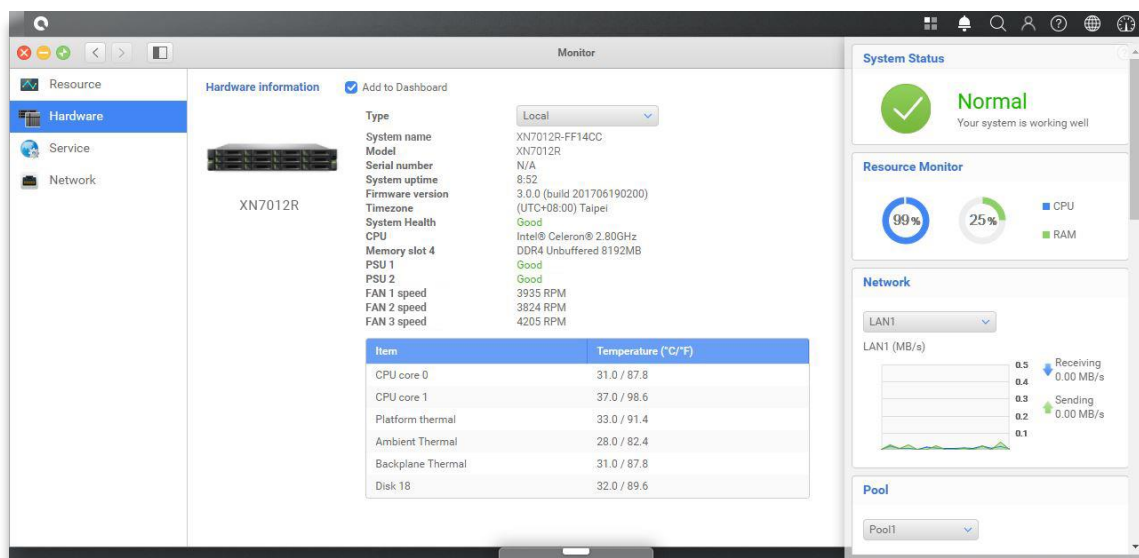 Monitor
Resource
Hardware
Service
Network
Hardware information
Add to Dashboard
XN7012R
Type Local
System name XN7012R-FF14CC
Model XN7012R
Serial number N/A
System uptime 8:52
Firmware version 3.0.0 (build 201706190200)
Timezone (UTC+08:00) Taipei
System Health Good
CPU Intel® Celeron® 2.80GHz
Memory slot 4 DDR4 Unbuffered 8192MB
PSU 1 Good
PSU 2 Good
FAN 1 speed 3935 RPM
FAN 2 speed 3824 RPM
FAN 3 speed 4205 RPM
Item Temperature (°C/°F)
CPU core 0 31.0 / 87.8
CPU core 1 37.0 / 98.6
Platform thermal 33.0 / 91.4
Ambient Thermal 28.0 / 82.4
Backplane Thermal 31.0 / 87.8
Disk 18 32.0 / 89.6
System Status
Normal
Your system is working well
Resource Monitor
99%
25%
CPU
RAM
Network
LAN1
LAN1 (MB/s)
0.5
0.4
0.3
0.2
0.1
Receiving
0.00 MB/s
Sending
0.00 MB/s
Pool
Pool1